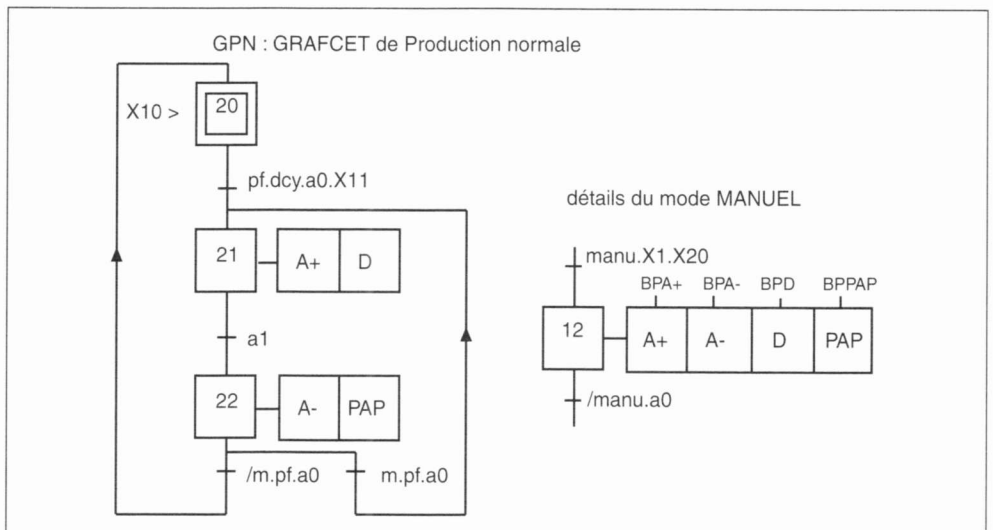 GPN : GRAFCET de Production normale
X10 >
20
pf.dcy.a0.X11
21
A+
D
a1
22
A-
PAP
/m.pf.a0
m.pf.a0
détails du mode MANUEL
manu.X1.X20
BPA+
BPA-
BPD
BPPAP
12
A+
A-
D
PAP
/manu.a0